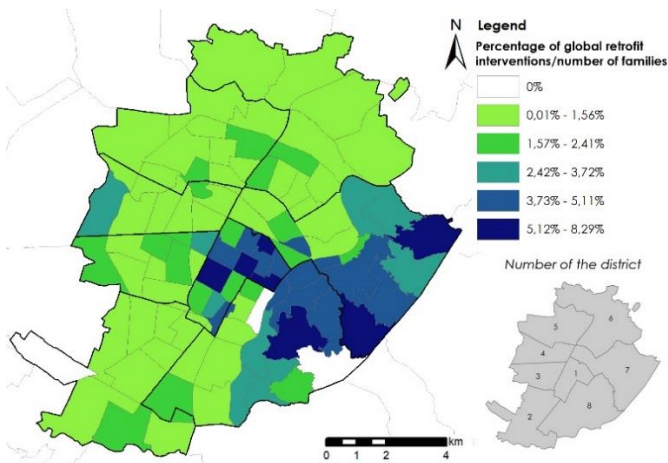 N
Legend
Percentage of global retrofit
interventions/number of families
0%
0,01% - 1,56%
1,57% - 2,41%
2,42% - 3,72%
3,73% - 5,11%
5,12% - 8,29%
Number of the district
5
6
4
7
3
1
2
8
km
0
1
2
4